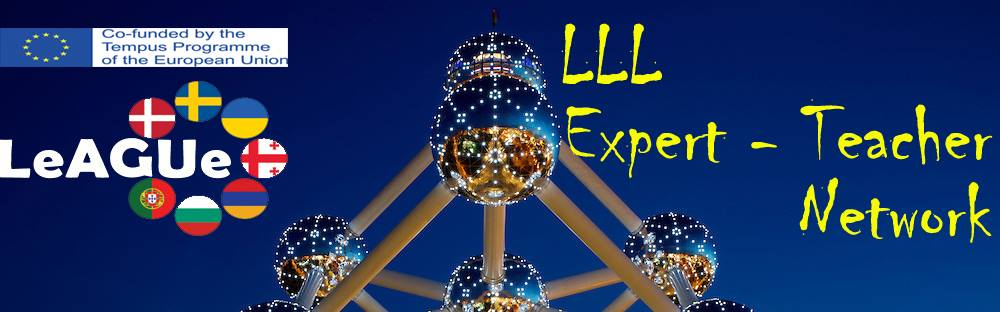 Co-funded by the
Tempus Programme
of the European Union
LeAGUe
LLL
Expert - Teacher
Network